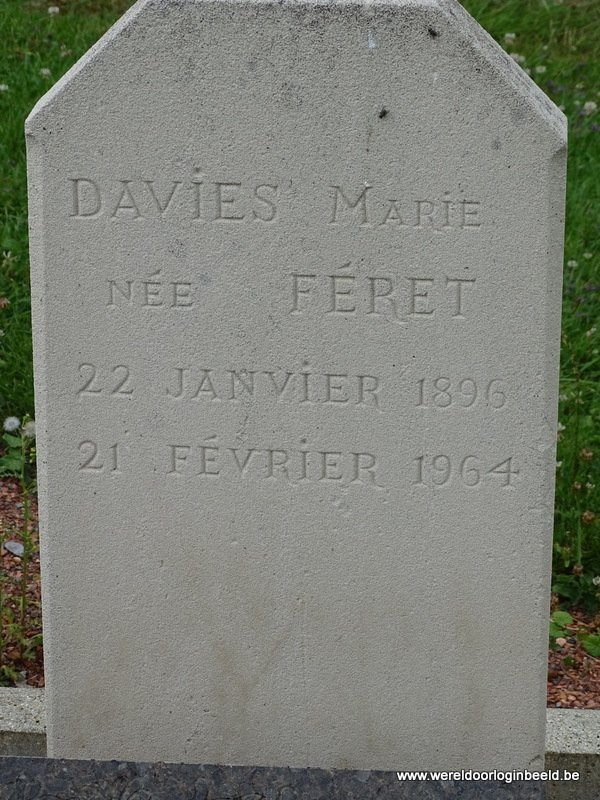 DAVIES Marie
NÉE FÉRET
22 JANVIER 1896
21 FÉVRIER 1964
www.wereldoorloginbeeld.be